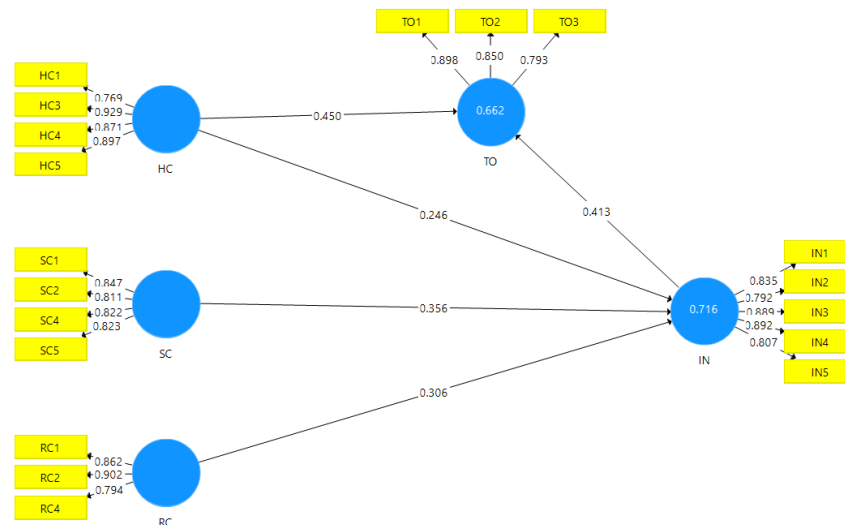 TO1
TO2
TO3
0.898
0.850
0.793
HC1
HC3
HC4
HC5
0.769
0.929
0.871
0.897
HC
0.450
0.662
TO
0.246
0.413
SC1
SC2
SC4
SC5
0.847
0.811
0.822
0.823
SC
0.356
0.716
IN
IN1
IN2
IN3
IN4
IN5
0.835
0.792
0.889
0.892
0.807
0.306
RC1
RC2
RC4
0.862
0.902
0.794
RC